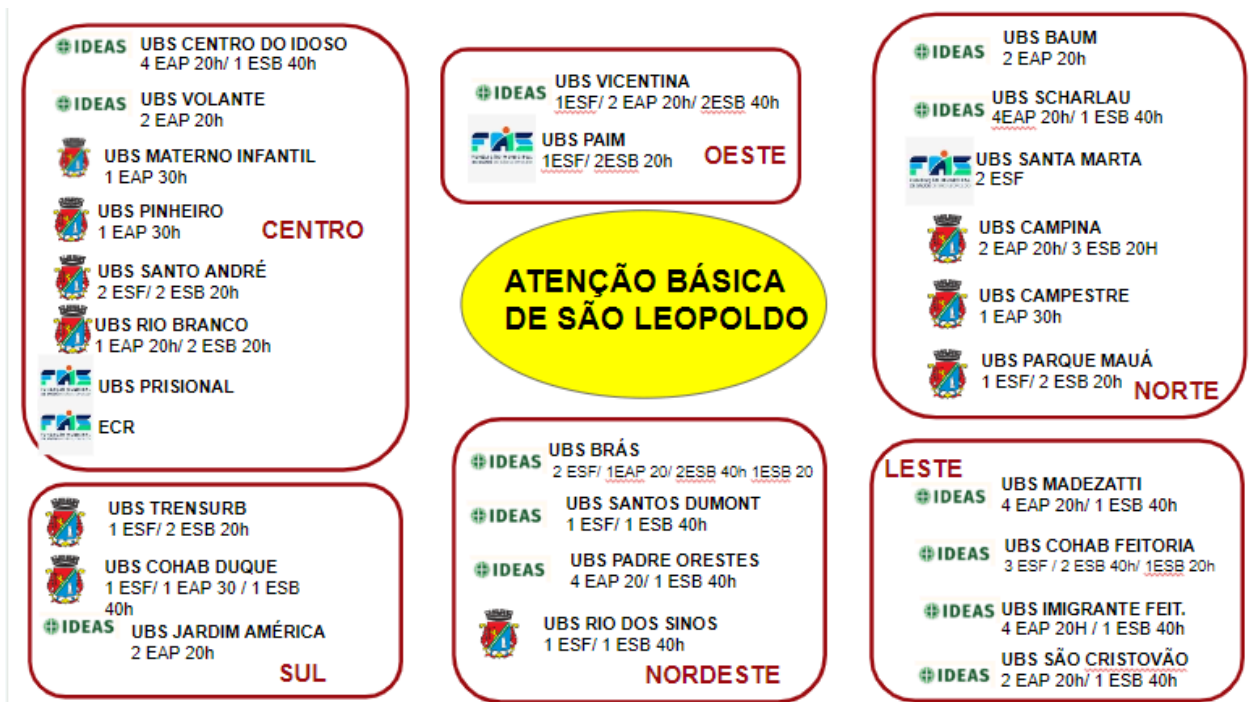 IDEAS UBS CENTRO DO IDOSO
4 EAP 20h/ 1 ESB 40h
IDEAS UBS VOLANTE
2 EAP 20h
UBS MATERNO INFANTIL
1 EAP 30h
UBS PINHEIRO
1 EAP 30h
CENTRO
UBS SANTO ANDRÉ
2 ESF/ 2 ESB 20h
UBS RIO BRANCO
1 EAP 20h/ 2 ESB 20h
FAIS UBS PRISIONAL
FAIS ECR
IDEAS UBS VICENTINA
1ESF/ 2 EAP 20h/ 2ESB 40h
FAIS UBS PAIM
1ESF/ 2ESB 20h
OESTE
IDEAS UBS BAUM
2 EAP 20h
IDEAS UBS SCHARLAU
4EAP 20h/ 1 ESB 40h
FAIS UBS SANTA MARTA
2 ESF
UBS CAMPINA
2 EAP 20h/ 3 ESB 20H
UBS CAMPESTRE
1 EAP 30h
UBS PARQUE MAUÁ
1 ESF/ 2 ESB 20h
NORTE
ATENÇÃO BÁSICA
DE SÃO LEOPOLDO
UBS TRENSURB
1 ESF/ 2 ESB 20h
UBS COHAB DUQUE
1 ESF/ 1 EAP 30 / 1 ESB
40h
IDEAS UBS JARDIM AMÉRICA
2 EAP 20h
SUL
IDEAS UBS BRÁS
2 ESF/ 1EAP 20/ 2ESB 40h 1ESB 20
IDEAS UBS SANTOS DUMONT
1 ESF/ 1 ESB 40h
IDEAS UBS PADRE ORESTES
4 EAP 20/ 1 ESB 40h
UBS RIO DOS SINOS
1 ESF/ 1 ESB 40h
NORDESTE
LESTE
IDEAS UBS MADEZATTI
4 EAP 20h/ 1 ESB 40h
IDEAS UBS COHAB FEITORIA
3 ESF / 2 ESB 40h/ 1ESB 20h
IDEAS UBS IMIGRANTE FEIT.
4 EAP 20H / 1 ESB 40h
IDEAS UBS SÃO CRISTOVÃO
2 EAP 20h/ 1 ESB 40h